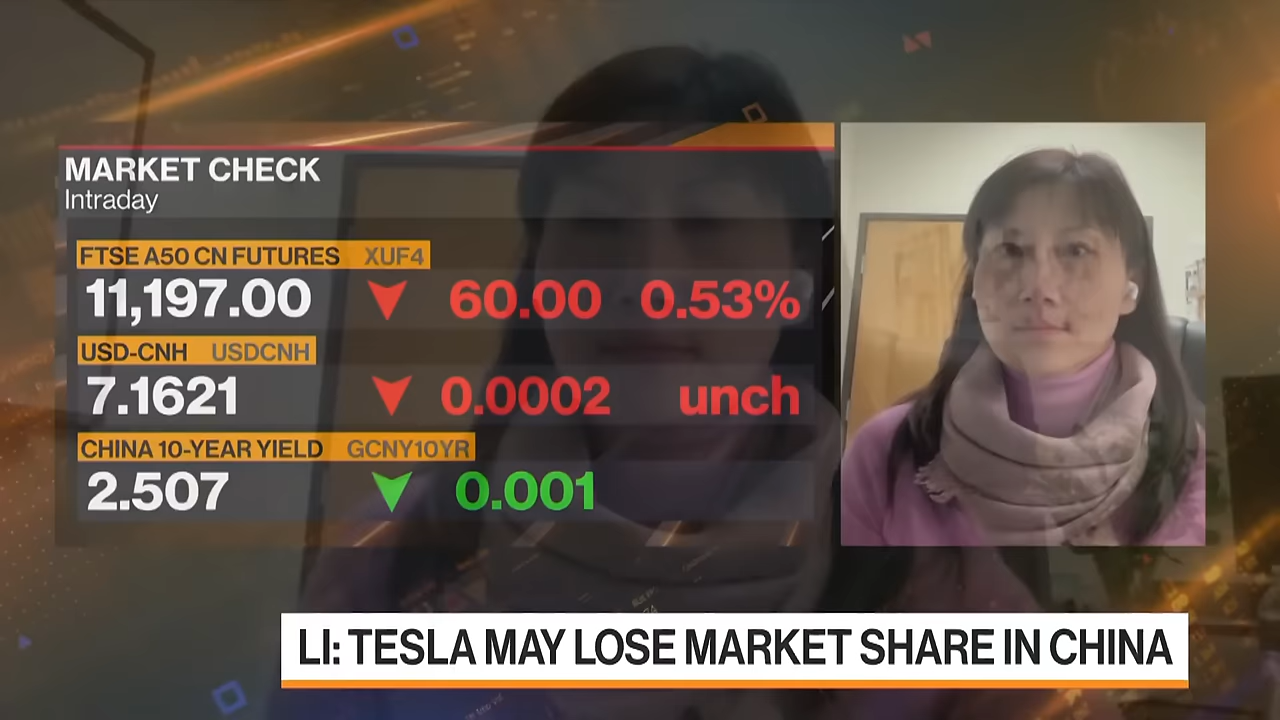 MARKET CHECK
Intraday
FTSE A50 CN FUTURES XUF4
11,197.00 60.00 0.53%
USD-CNH USDCNH
7.1621 0.0002 unch
CHINA 10-YEAR YIELD GCNY10YR
2.507 0.001
LI: TESLA MAY LOSE MARKET SHARE IN CHINA